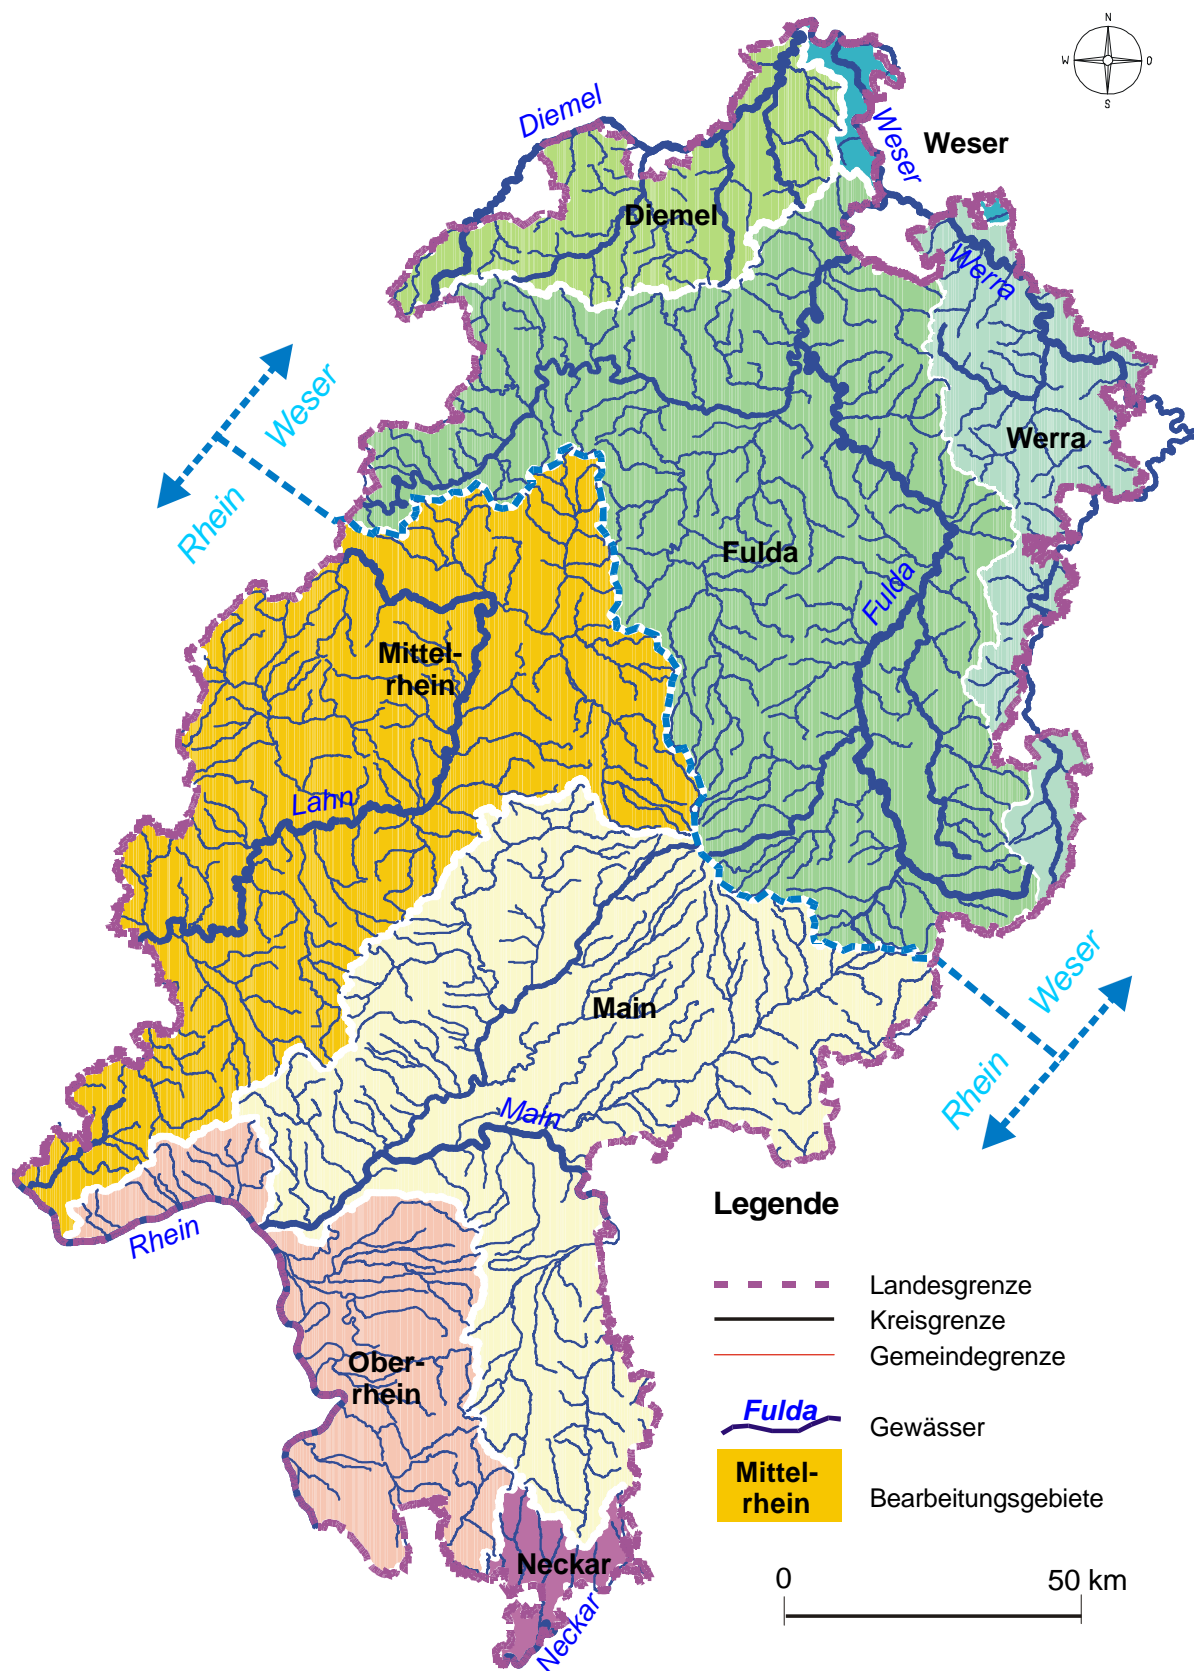 N
W
O
S
Diemel
Weser
Weser
Diemel
Werra
Weser
Rhein
Werra
Fulda
Fulda
Mittel-
rhein
Lahn
Weser
Rhein
Main
Main
Rhein
Ober-
rhein
Neckar
Neckar
Legende
Landesgrenze
Kreisgrenze
Gemeindegrenze
Fulda
Gewässer
Mittel-
rhein
Bearbeitungsgebiete
0
50 km